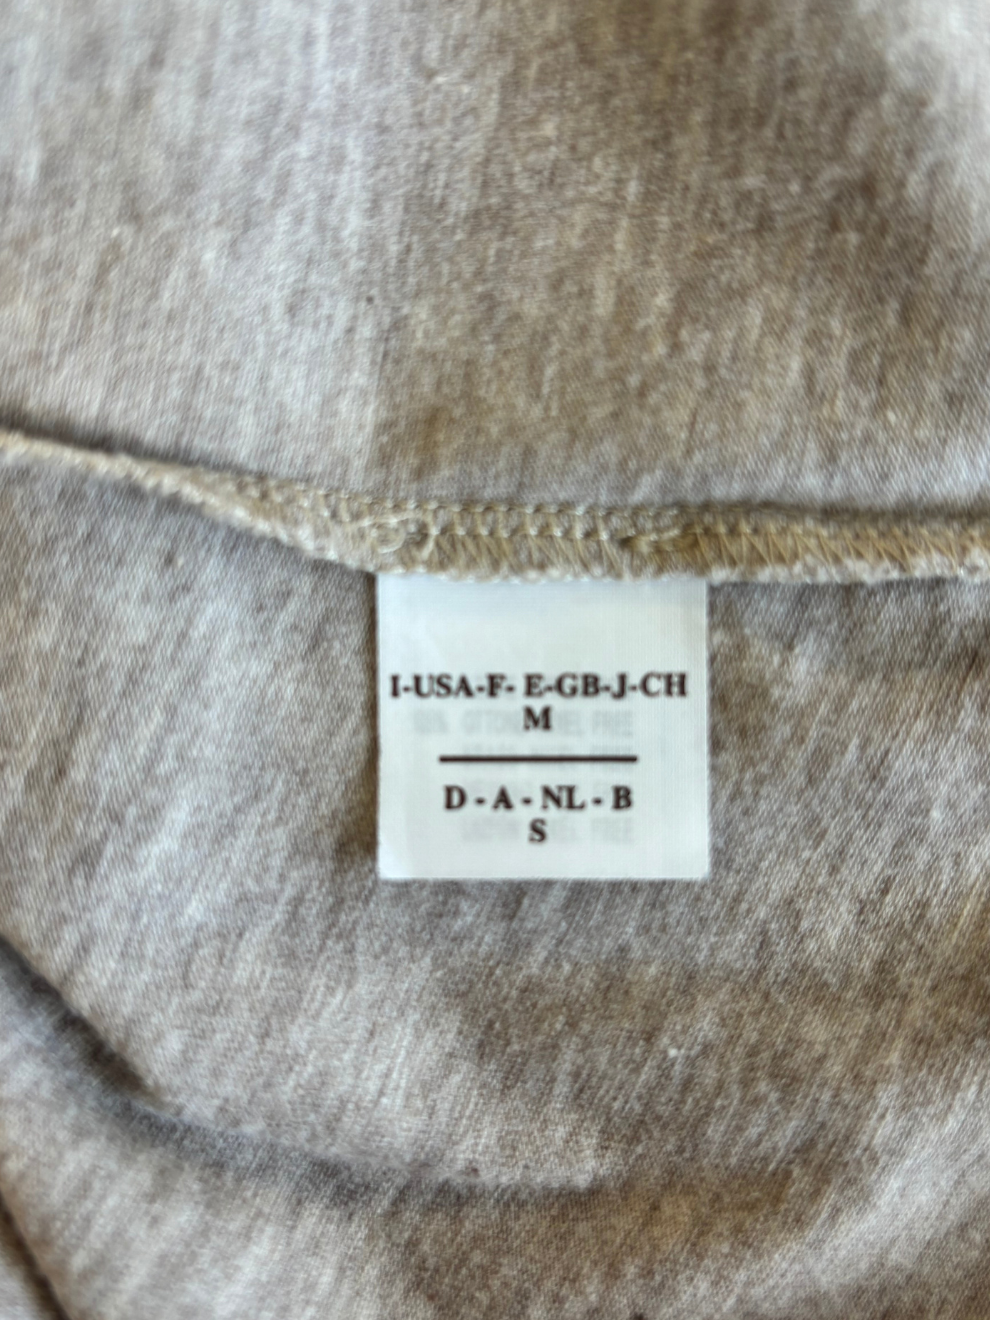 I-USA-F- E-GB-J-CH
M
D - A - NL - B
S